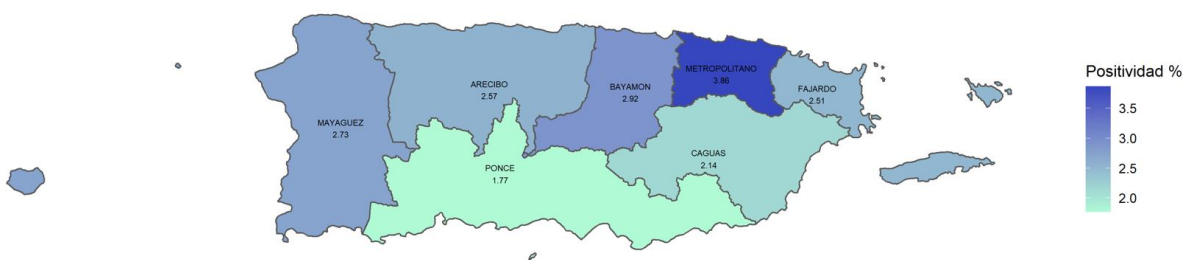 METROPOLITANO
3.86
ARECIBO
2.57
BAYAMON
2.92
FAJARDO
2.51
MAYAGUEZ
2.73
CAGUAS
2.14
PONCE
1.77
Positividad %
3.5
3.0
2.5
2.0